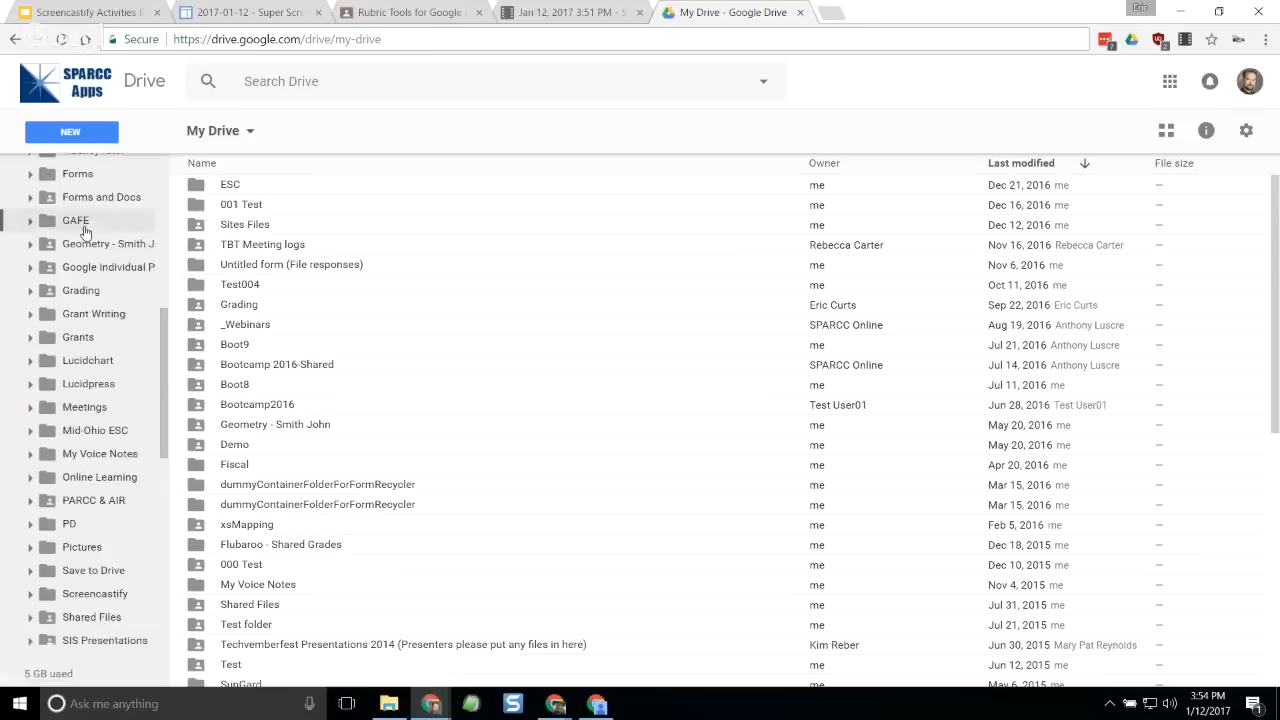 Screencastify Activities I
2017-01-12 - Super Scre
Rubric Tools for Google
Jan 12, 2017 3:51 PM - S
My Drive - Google Drive
Eric
Secure
https://drive.google.com/drive/my-drive
7
2
SPARCC
Apps
Drive
Search Drive
NEW
My Drive
Name Owner Last modified File size
Forms
Forms and Docs
GAFE
Geometry - Smith J
Google Individual P
Grading
Grant Writing
Grants
Lucidchart
Lucidpress
Meetings
Mid-Ohio ESC
My Voice Notes
Online Learning
PARCC & AIR
PD
Pictures
Save to Drive
Screencastify
Shared Files
SIS Presentations
5 GB used
ESC me Dec 21, 2016 me —
001 Test me Dec 16, 2016 me —
Sites Files me Dec 12, 2016 me —
TBT Meeting logs Rebecca Carter Nov 16, 2016 Rebecca Carter —
Untitled form (File responses) me Nov 6, 2016 me —
Test004 me Oct 11, 2016 me —
Grading Eric Curts Sep 22, 2016 Eric Curts —
_Webinars SPARCC Online Aug 19, 2016 Anthony Luscre —
Boot9 me Jul 21, 2016 Anthony Luscre —
Bootcamp 2016-Shared SPARCC Online Jul 14, 2016 Anthony Luscre —
Boot8 me Jul 11, 2016 me —
Bootcamp2016 Test User01 Jun 28, 2016 Test User01 —
Geometry - Smith John me May 20, 2016 me —
Demo me May 20, 2016 me —
Fiscal me Apr 20, 2016 me —
dummyContainerFolderForFormRecycler me Mar 15, 2016 me —
dummyContainerFolderForFormRecycler me Mar 15, 2016 me —
xsMapping me Feb 5, 2016 me —
Flubaroo - Shared Grades me Dec 18, 2015 me —
000 Test me Dec 10, 2015 me —
My Voice Notes me Nov 4, 2015 me —
Shared Files me Jul 31, 2015 me —
Test folder me Jul 21, 2015 me —
Techvemberfest Presentations 2014 (Presenters please put any files in here) Kim Reber Jun 30, 2015 Mary Pat Reynolds —
Test me Jun 12, 2015 me —
SunGard me May 6, 2015 me —
Ask me anything
3:54 PM
1/12/2017